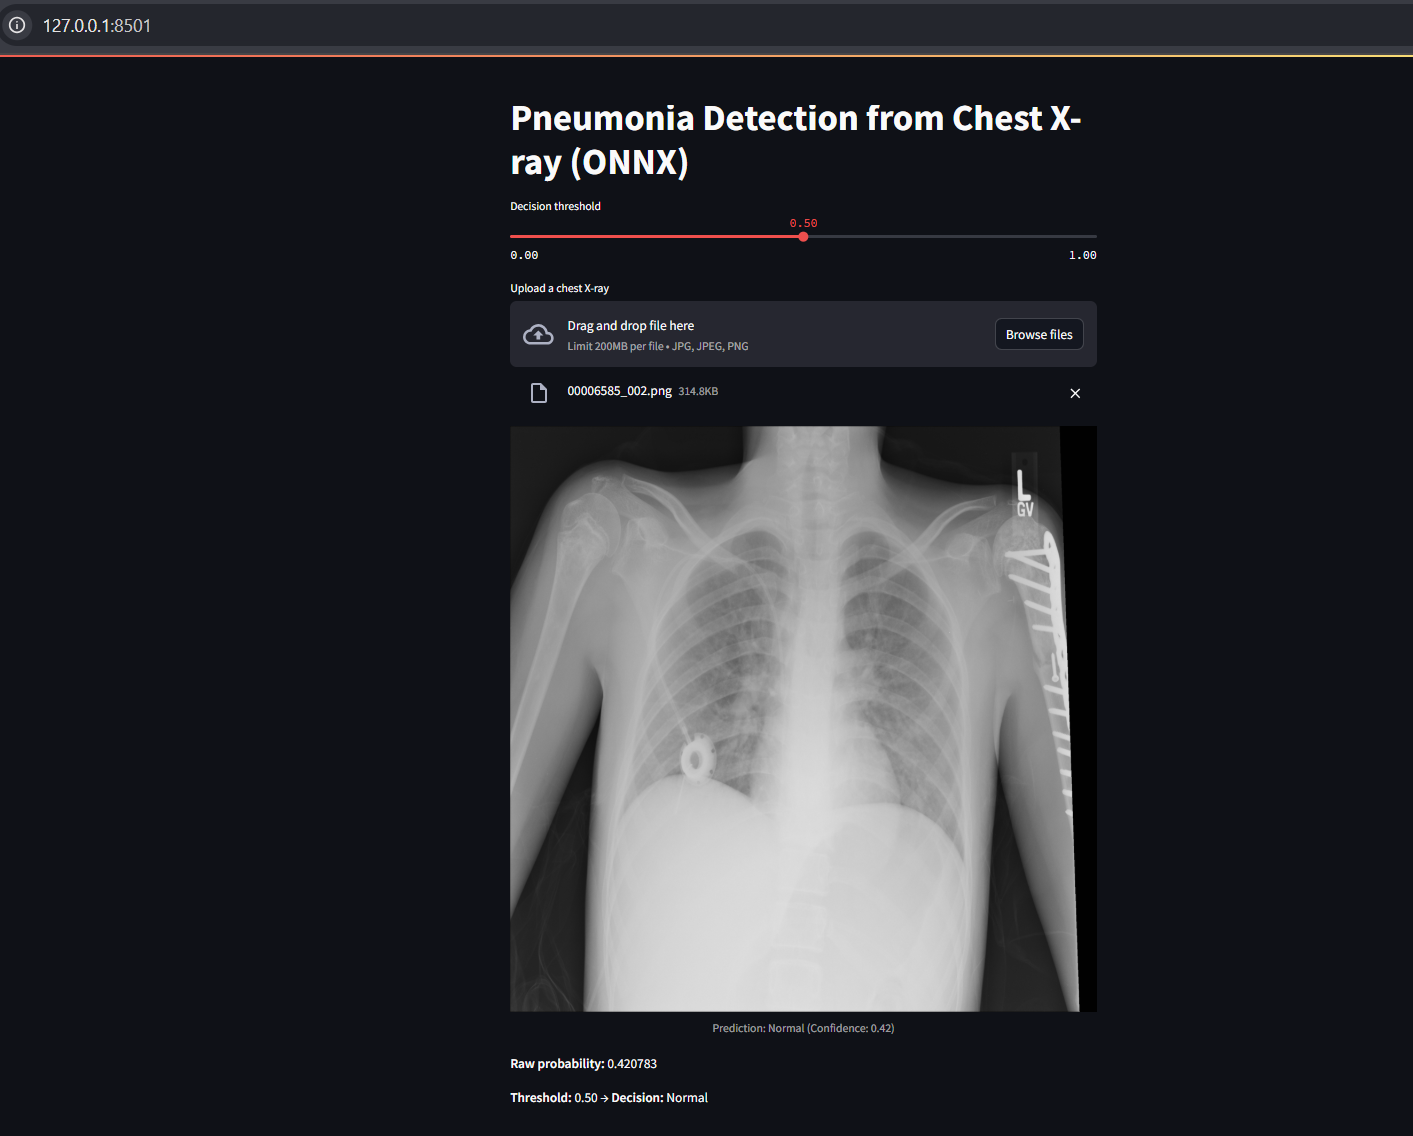 127.0.0.1:8501
Pneumonia Detection from Chest X-
ray (ONNX)
Decision threshold
0.50
0.00 1.00
Upload a chest X-ray
Drag and drop file here
Limit 200MB per file • JPG, JPEG, PNG
Browse files
00006585_002.png 314.8KB
L
GV
Prediction: Normal (Confidence: 0.42)
Raw probability: 0.420783
Threshold: 0.50 → Decision: Normal